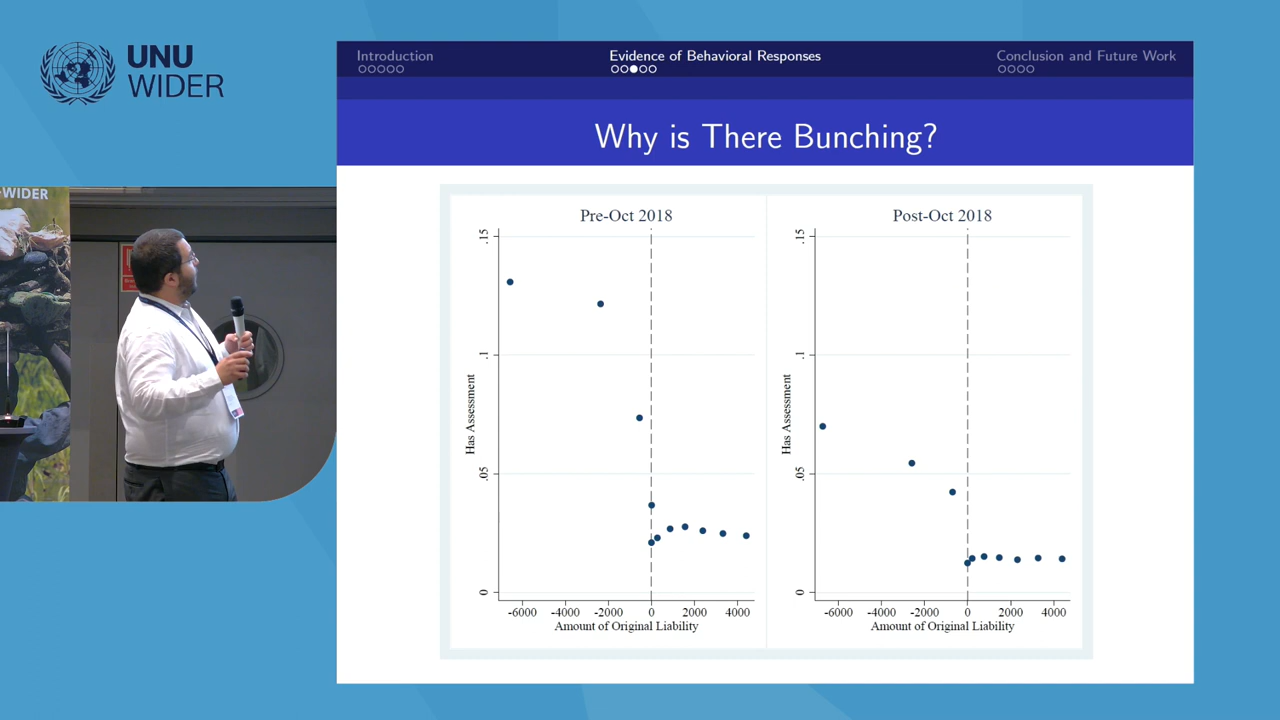 UNU
WIDER
-WIDER
Introduction
Evidence of Behavioral Responses
Conclusion and Future Work
Why is There Bunching?
Pre-Oct 2018
Has Assessment
.15
.1
.05
0
-6000 -4000 -2000 0 2000 4000
Amount of Original Liability
Post-Oct 2018
Has Assessment
.15
.1
.05
0
-6000 -4000 -2000 0 2000 4000
Amount of Original Liability